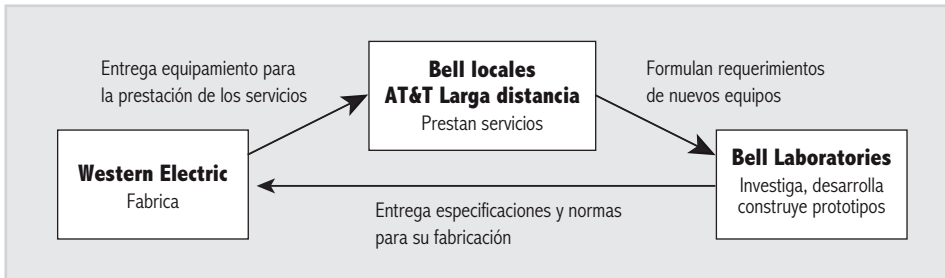 Entrega equipamiento para
la prestación de los servicios
Bell locales
AT&T Larga distancia
Prestan servicios
Formulan requerimientos
de nuevos equipos
Western Electric
Fabrica
Bell Laboratories
Investiga, desarrolla
construye prototipos
Entrega especificaciones y normas
para su fabricación